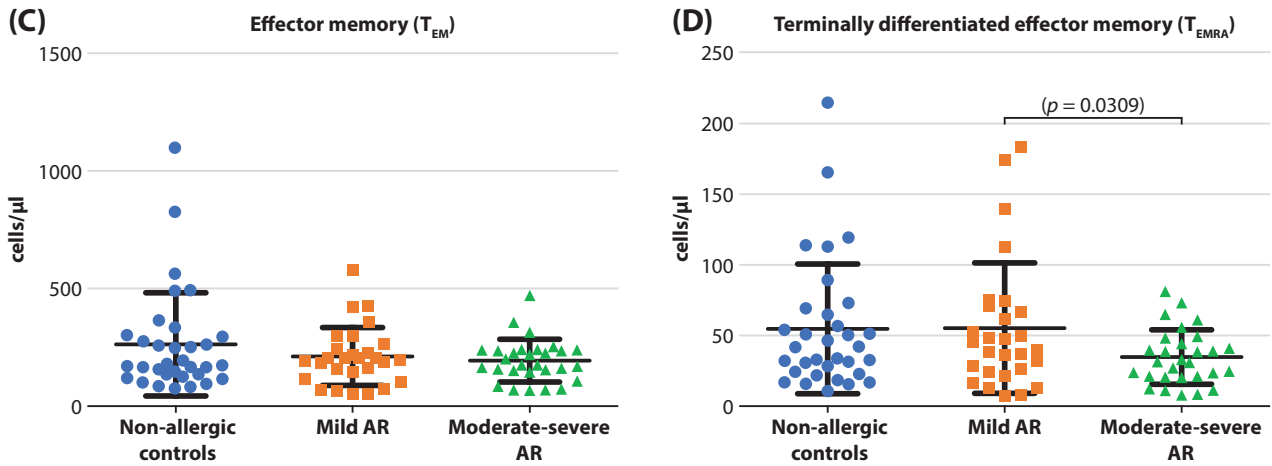 (C)
Effector memory (TEM)
1500
1000
500
0
cells/µl
Non-allergic
controls
Mild AR
Moderate-severe
AR
(D)
Terminally differentiated effector memory (TEMRA)
250
200
150
100
50
0
cells/µl
(p = 0.0309)
Non-allergic
controls
Mild AR
Moderate-severe
AR